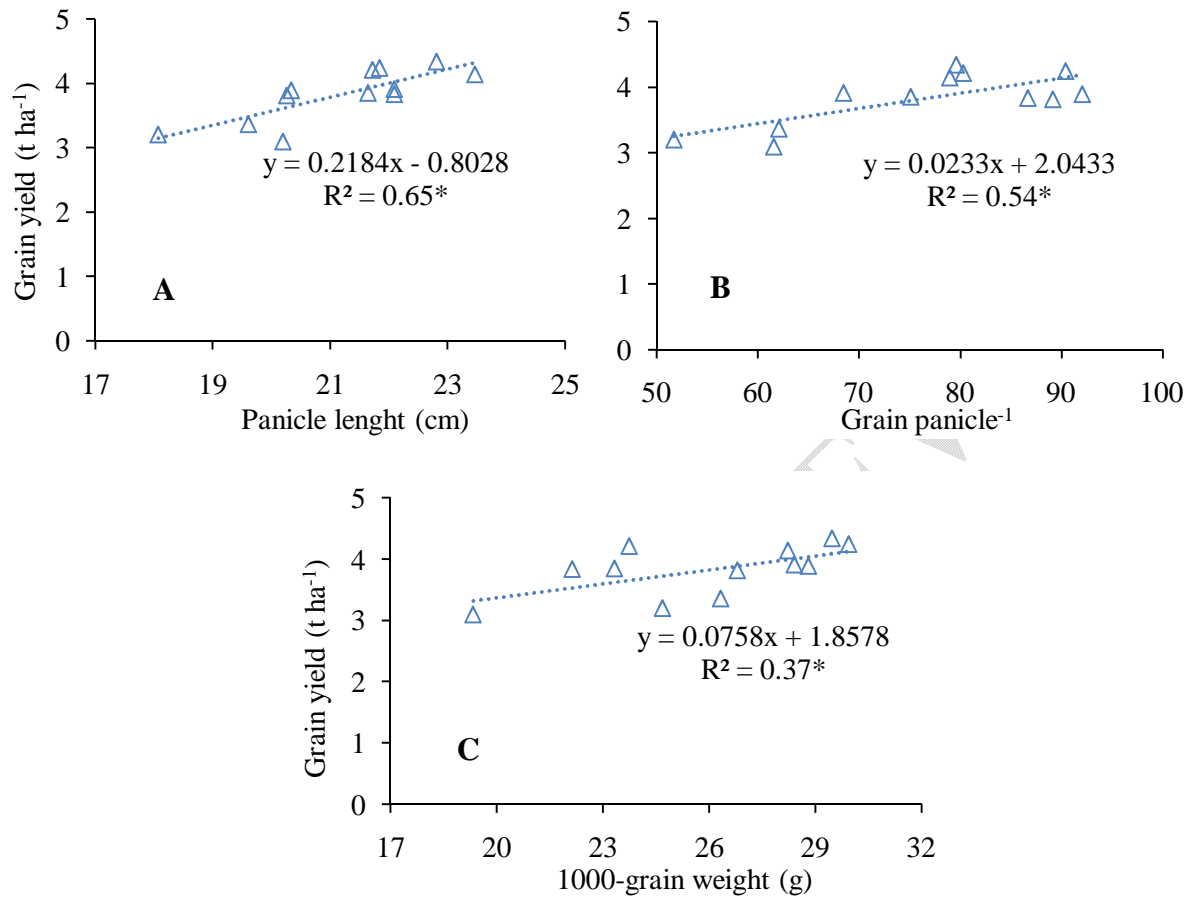 Grain yield (t ha⁻¹)
5
4
3
2
1
0
y = 0.2184x - 0.8028
R² = 0.65*
A
17 19 21 23 25
Panicle lenght (cm)
5
4
3
2
1
0
y = 0.0233x + 2.0433
R² = 0.54*
B
50 60 70 80 90 100
Grain panicle⁻¹
Grain yield (t ha⁻¹)
5
4
3
2
1
0
y = 0.0758x + 1.8578
R² = 0.37*
C
17 20 23 26 29 32
1000-grain weight (g)